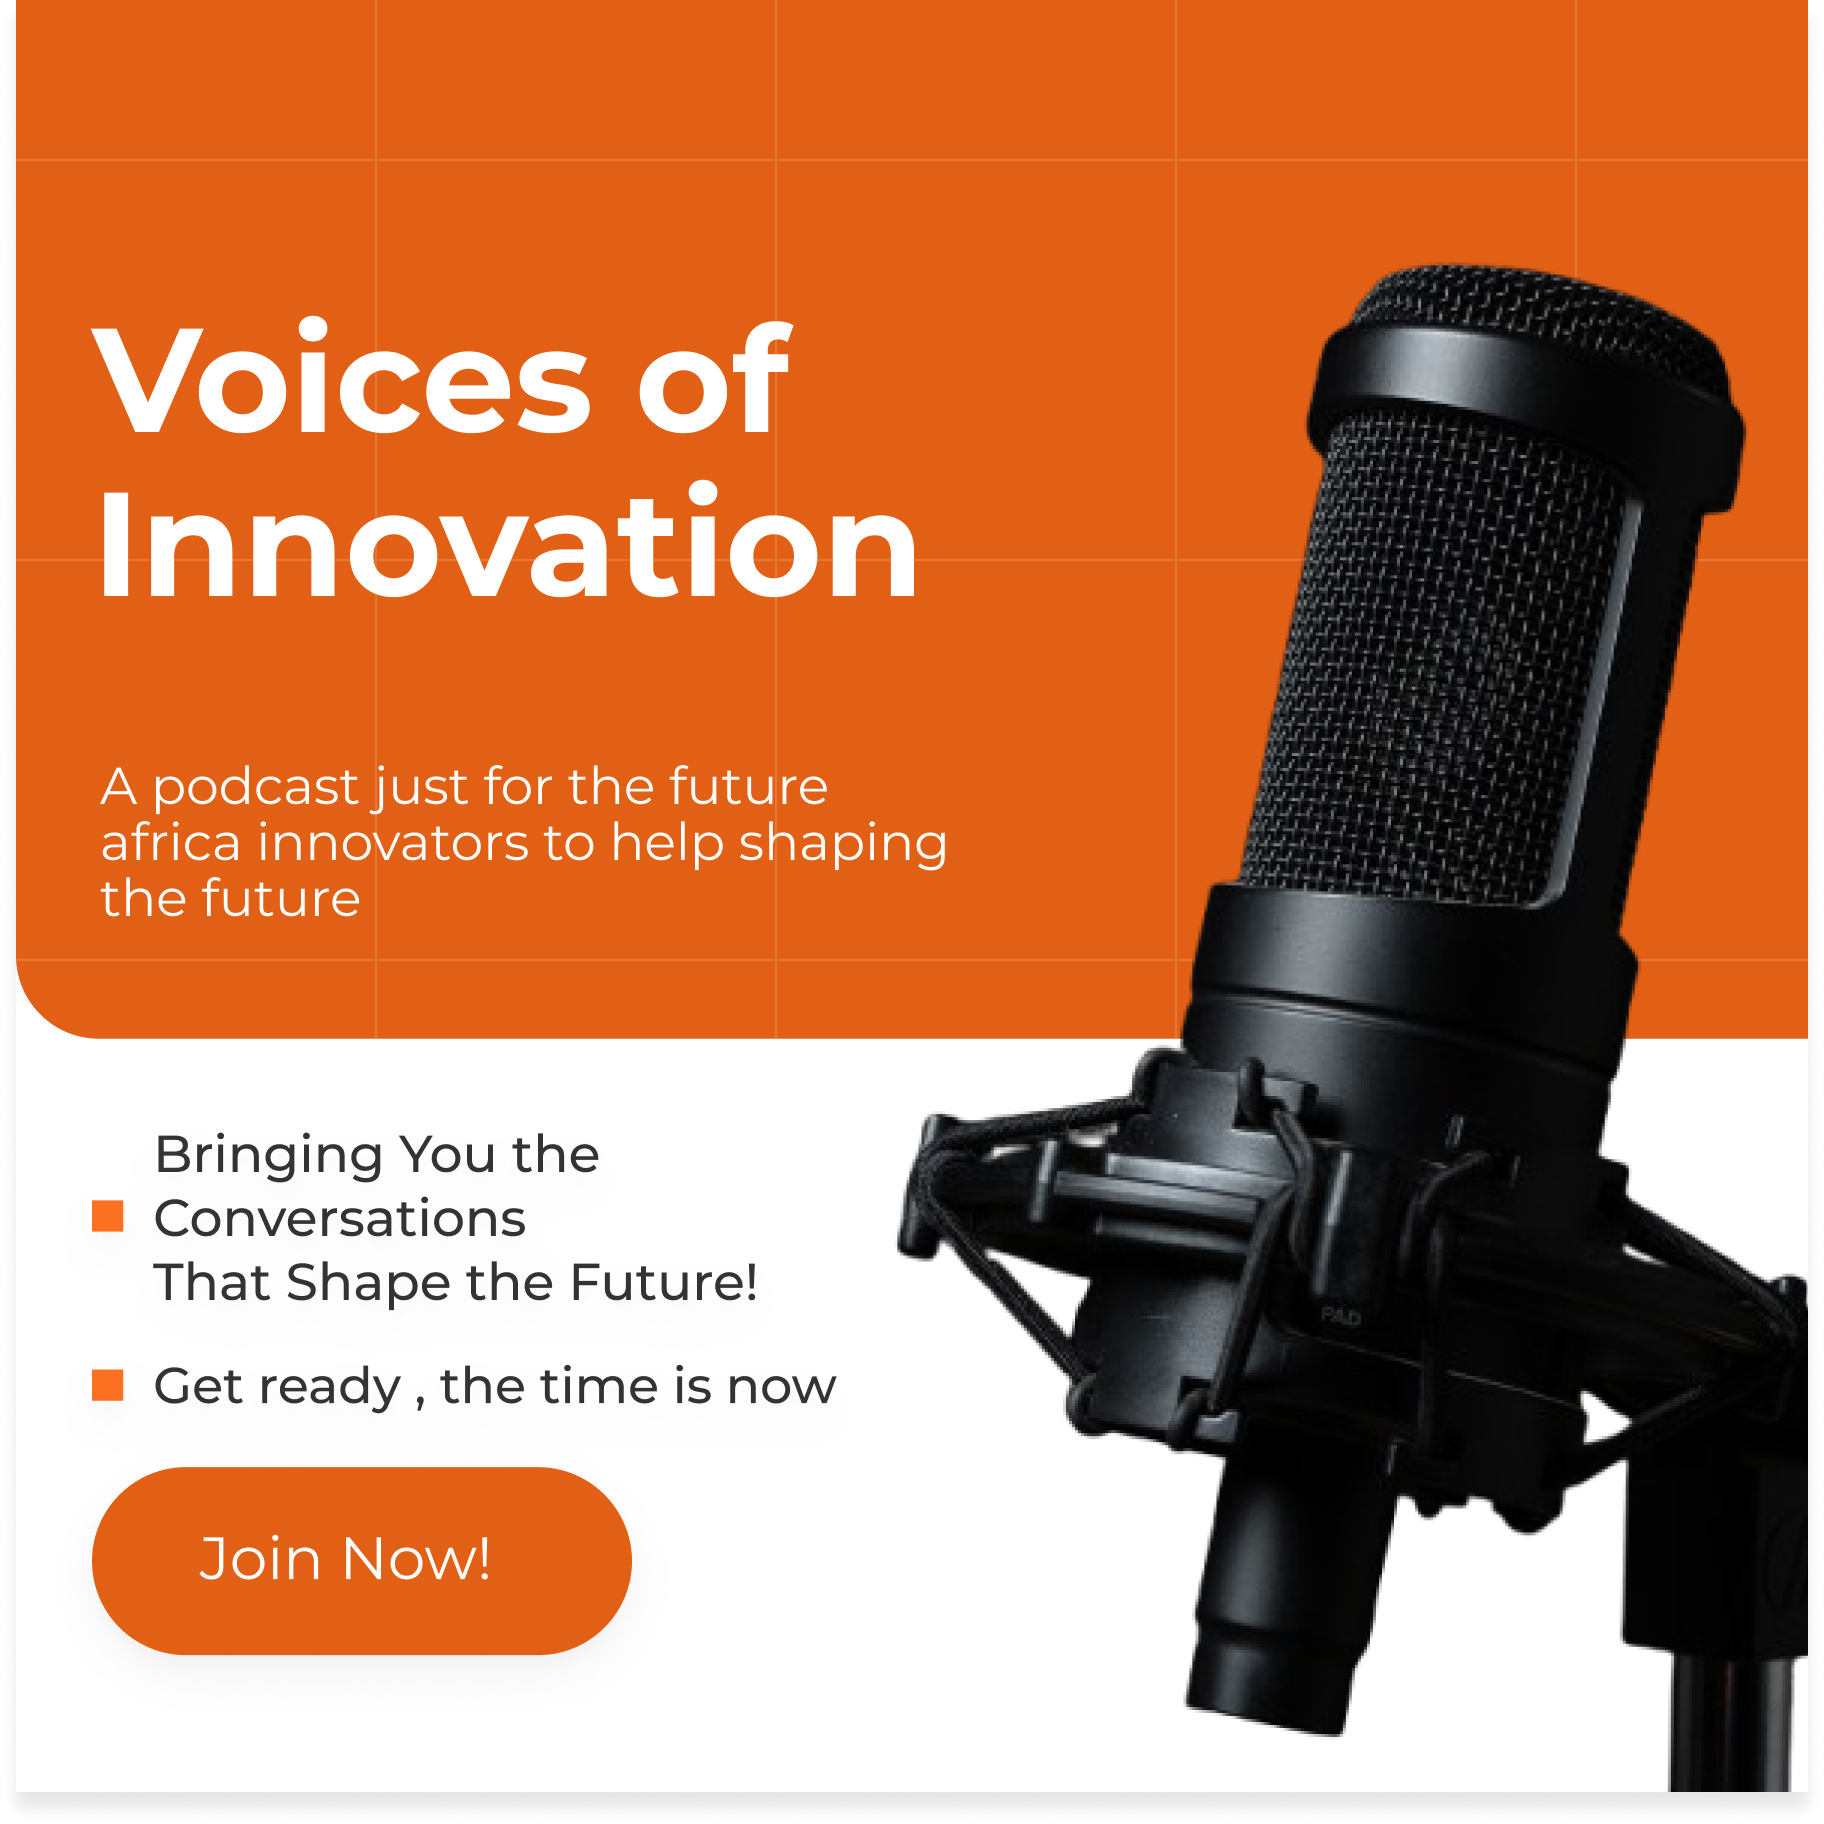 Voices of
Innovation
A podcast just for the future
africa innovators to help shaping
the future
Bringing You the
Conversations
That Shape the Future!
Get ready , the time is now
Join Now!
PAD